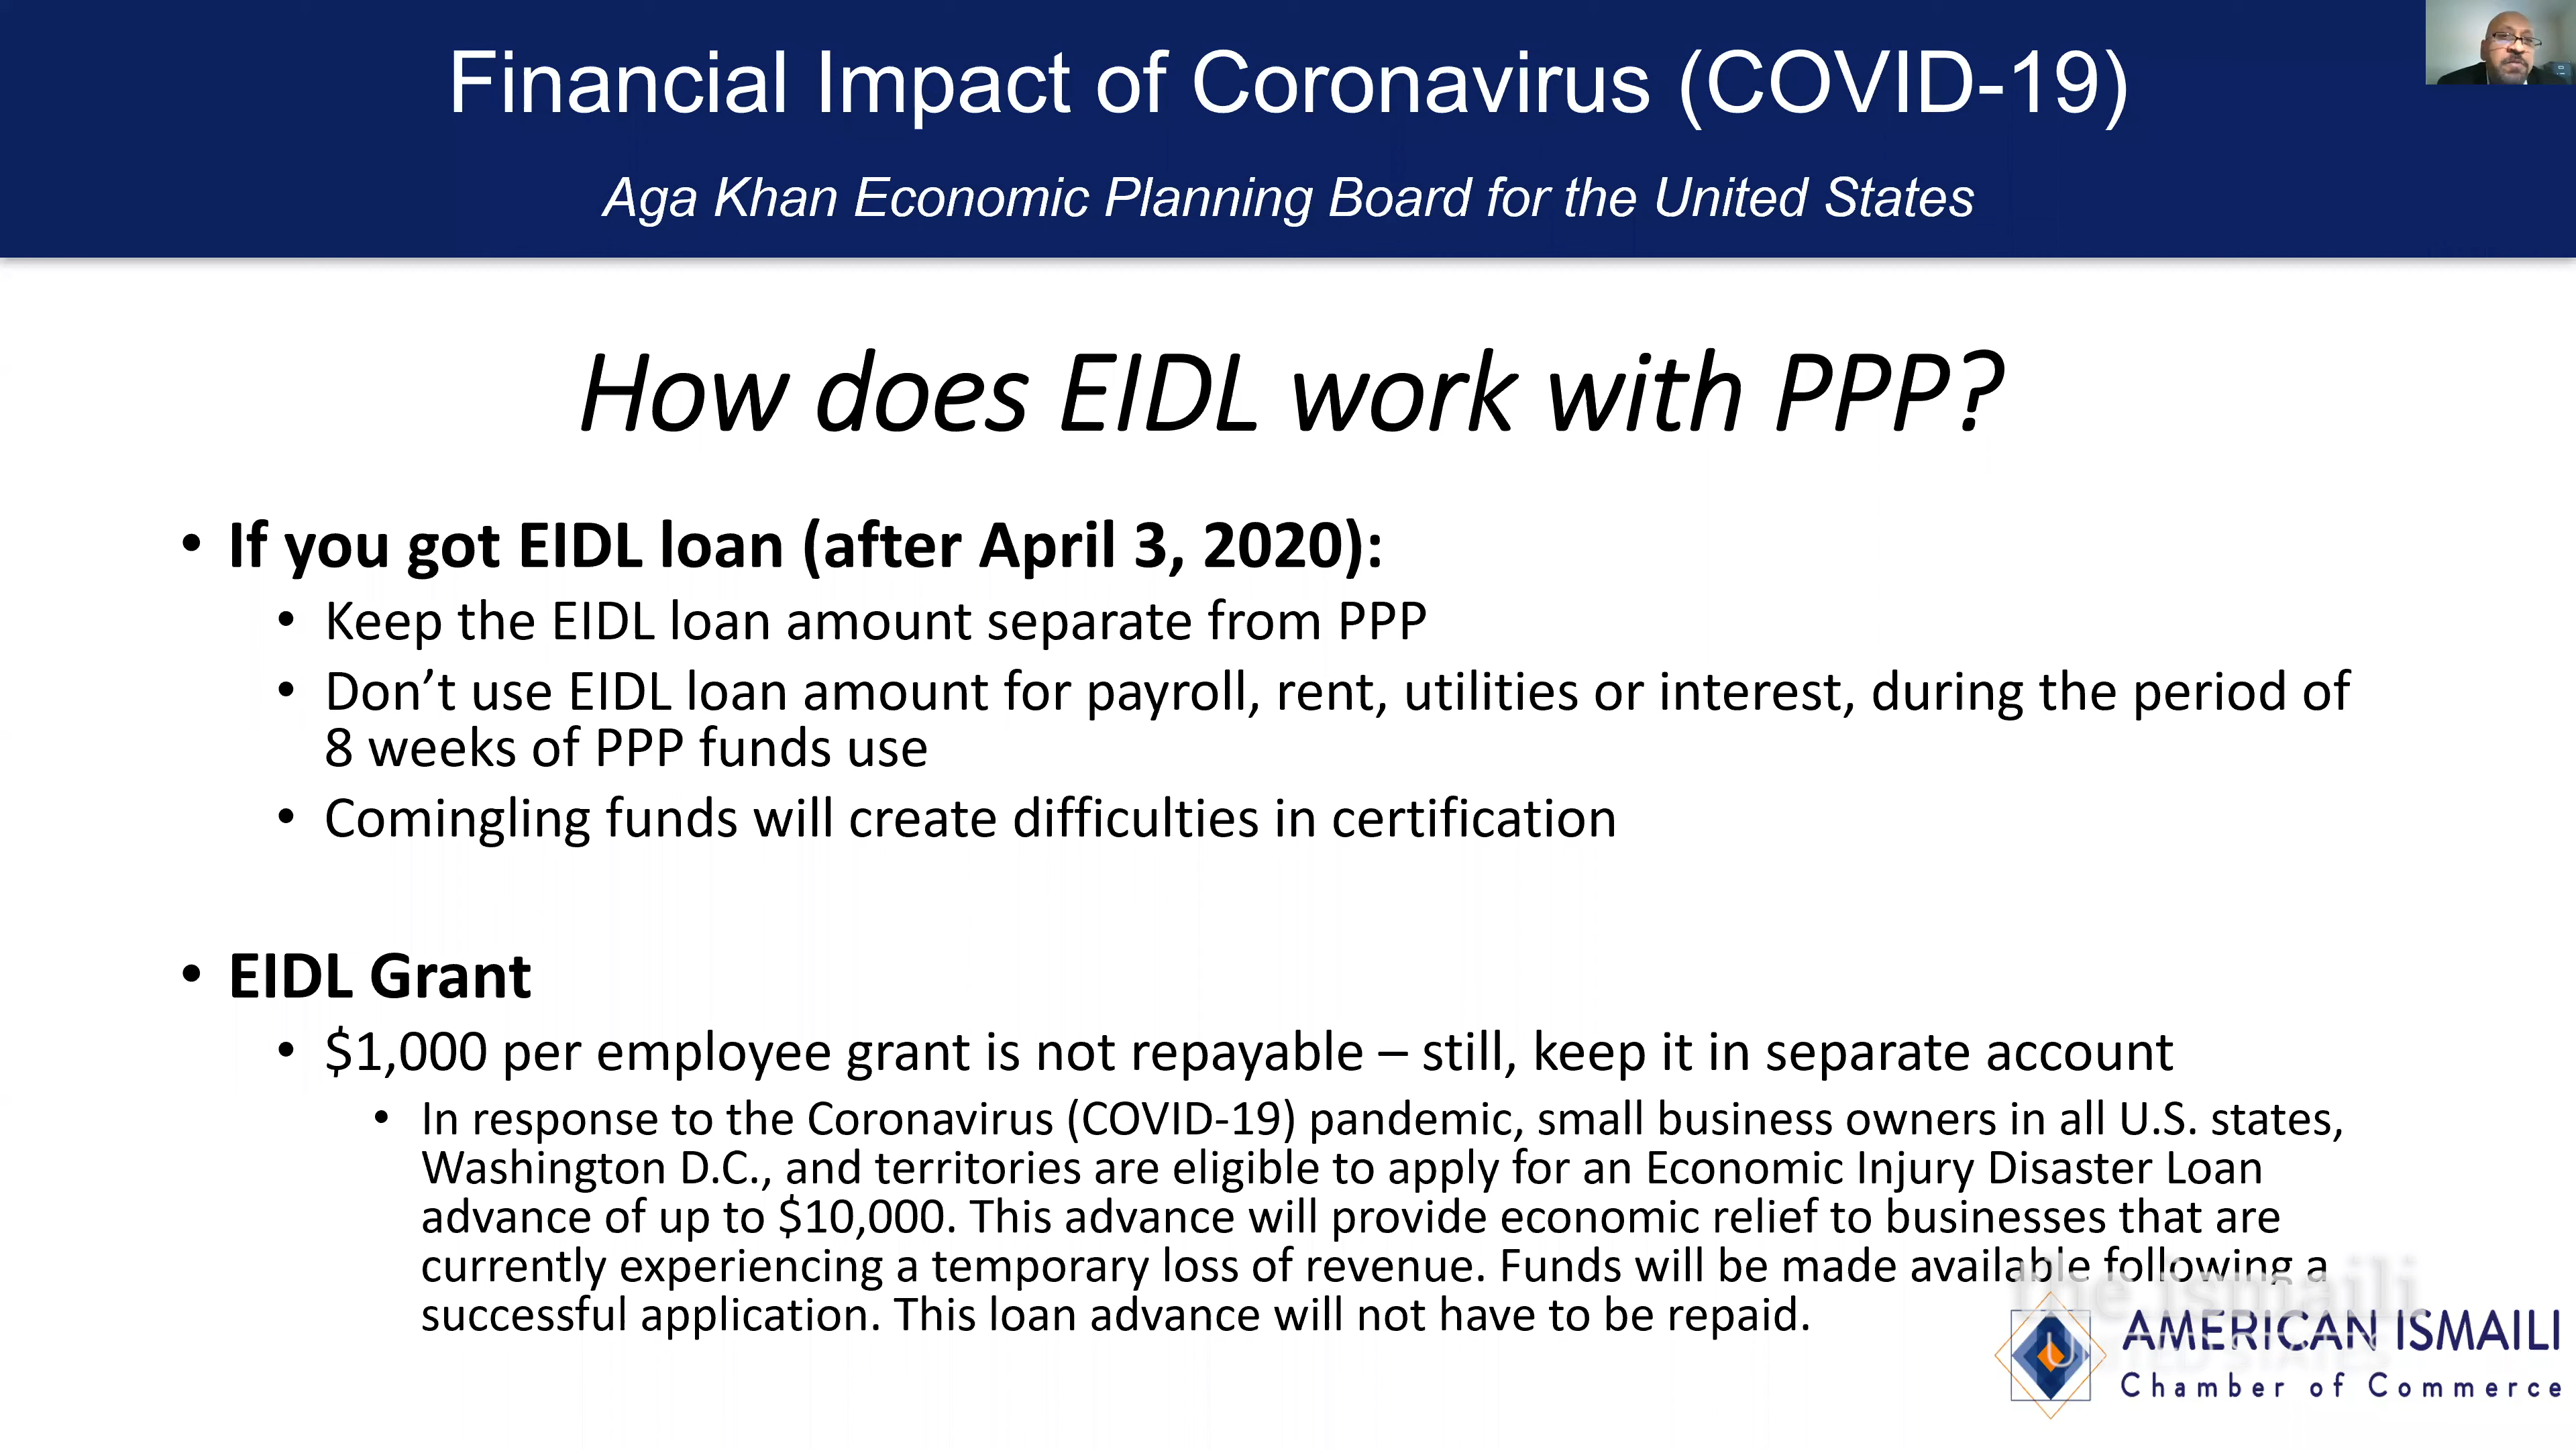 Financial Impact of Coronavirus (COVID-19)
Aga Khan Economic Planning Board for the United States
How does EIDL work with PPP?
• If you got EIDL loan (after April 3, 2020):
• Keep the EIDL loan amount separate from PPP
• Don’t use EIDL loan amount for payroll, rent, utilities or interest, during the period of
8 weeks of PPP funds use
• Comingling funds will create difficulties in certification
• EIDL Grant
• $1,000 per employee grant is not repayable – still, keep it in separate account
• In response to the Coronavirus (COVID-19) pandemic, small business owners in all U.S. states,
Washington D.C., and territories are eligible to apply for an Economic Injury Disaster Loan
advance of up to $10,000. This advance will provide economic relief to businesses that are
currently experiencing a temporary loss of revenue. Funds will be made available following a
successful application. This loan advance will not have to be repaid.
the ismaili
AMERICAN ISMAILI
Chamber of Commerce